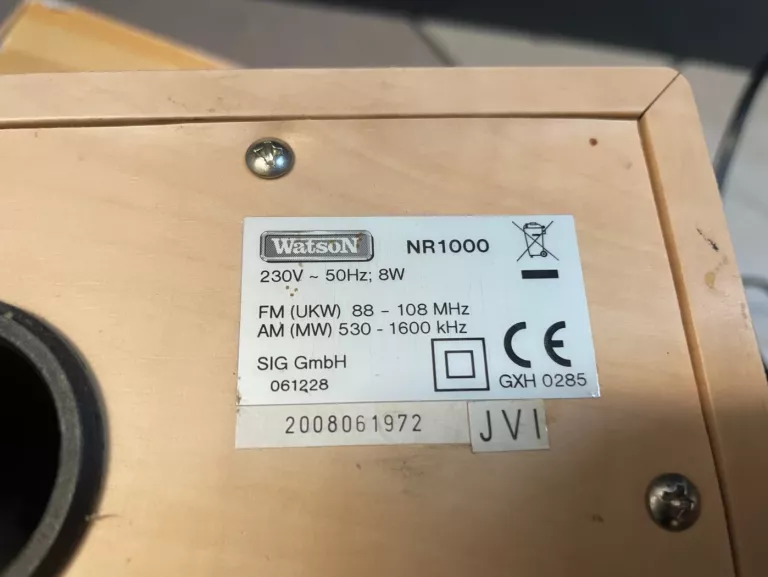 WatsoN NR1000
230V ~ 50Hz; 8W
FM (UKW) 88 - 108 MHz
AM (MW) 530 - 1600 kHz
SIG GmbH
061228
CE
GXH 0285
2008061972
JVI